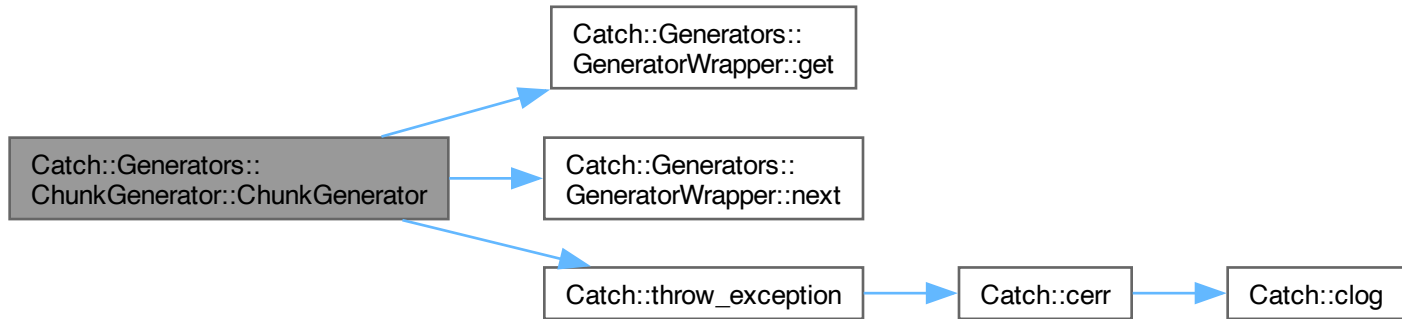 Catch::Generators::
GeneratorWrapper::get
Catch::Generators::
ChunkGenerator::ChunkGenerator
Catch::Generators::
GeneratorWrapper::next
Catch::throw_exception
Catch::cerr
Catch::clog